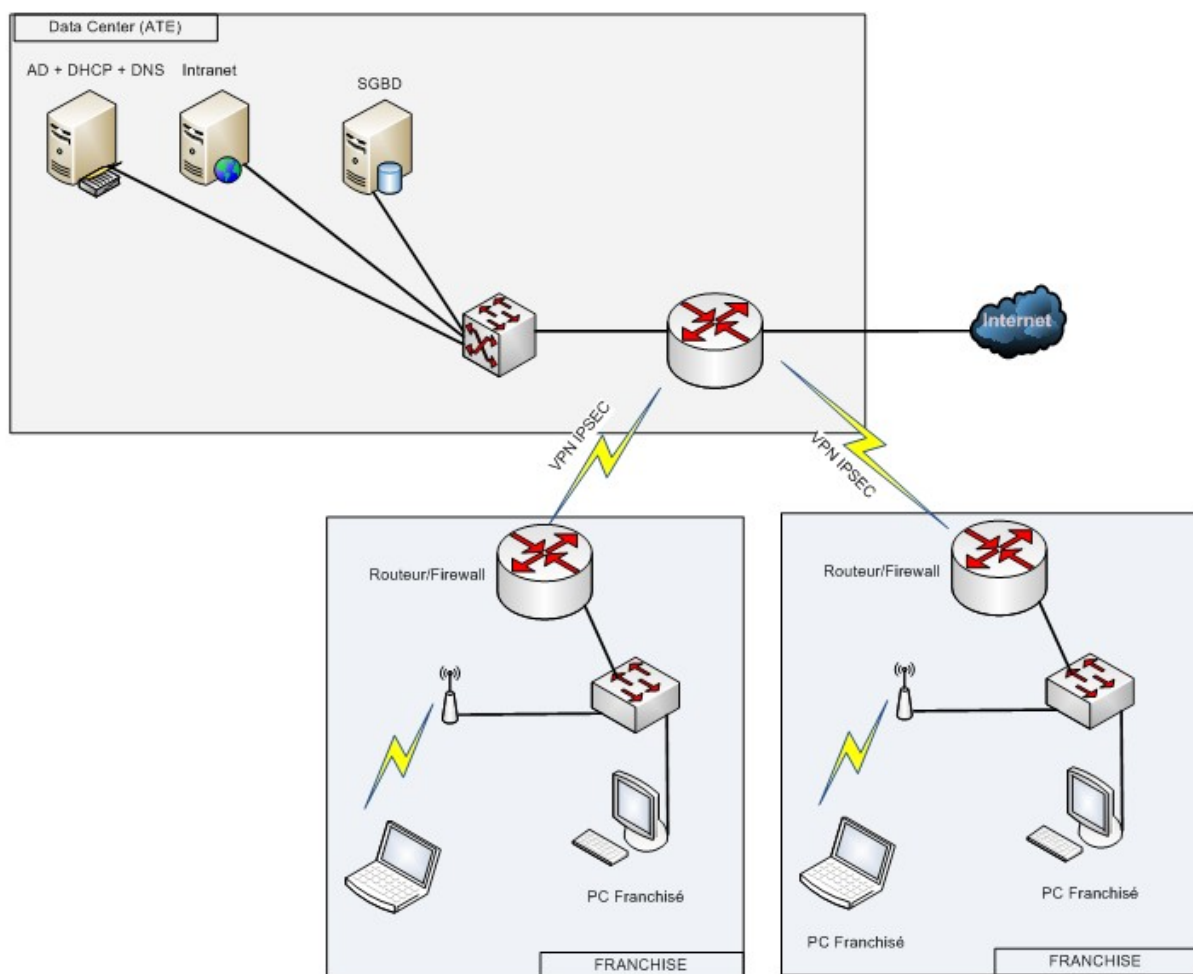 Data Center (ATE)
AD + DHCP + DNS
Intranet
SGBD
Internet
VPN IPSEC
VPN IPSEC
Routeur/Firewall
Routeur/Firewall
PC Franchisé
PC Franchisé
PC Franchisé
FRANCHISE
FRANCHISE